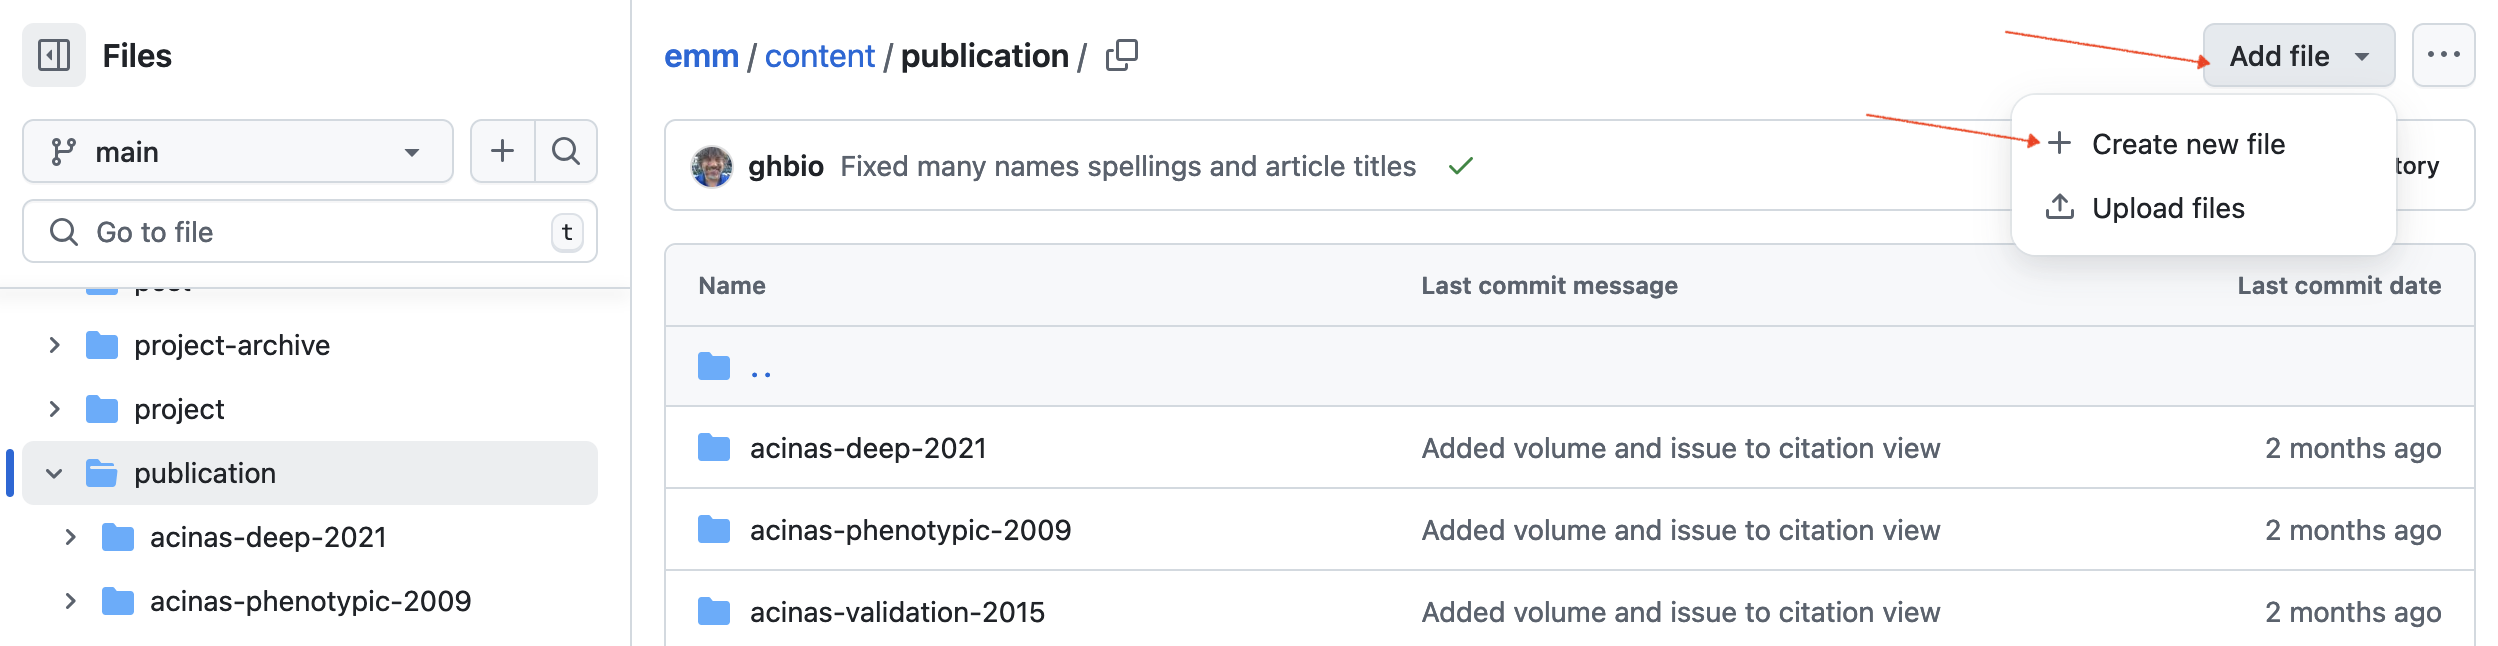 Files
main
Go to file
t
post
project-archive
project
publication
acinas-deep-2021
acinas-phenotypic-2009
emm / content / publication /
Add file
Create new file
Upload files
ghbio Fixed many names spellings and article titles
tory
Name Last commit message Last commit date
..
acinas-deep-2021 Added volume and issue to citation view 2 months ago
acinas-phenotypic-2009 Added volume and issue to citation view 2 months ago
acinas-validation-2015 Added volume and issue to citation view 2 months ago